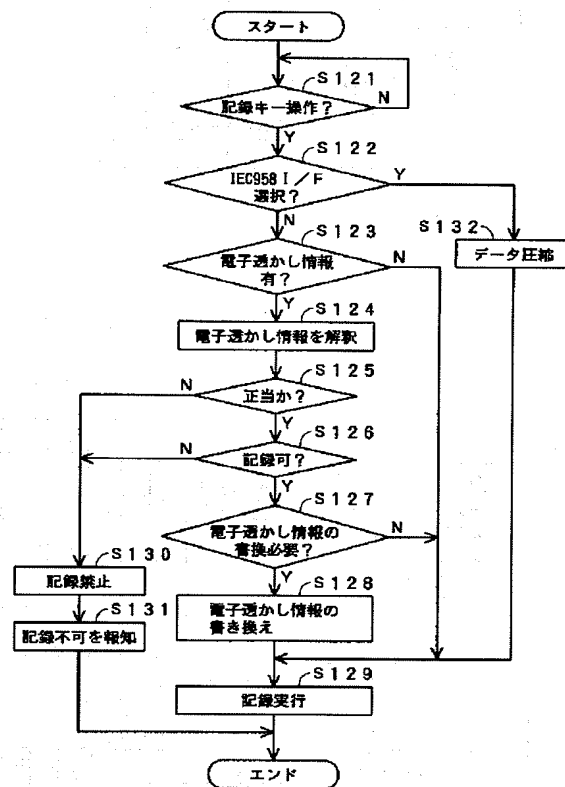 スタート
S121
記録キー操作?
N
Y
S122
IEC958 I/F
選択?
Y
N
S123
S132
電子透かし情報
有?
N
データ圧縮
Y
S124
電子透かし情報を解釈
S125
N
正当か?
Y
S126
N
記録可?
Y
S127
電子透かし情報の
書換必要?
N
S130
記録禁止
Y
S128
S131
電子透かし情報の
書き換え
記録不可を報知
S129
記録実行
エンド